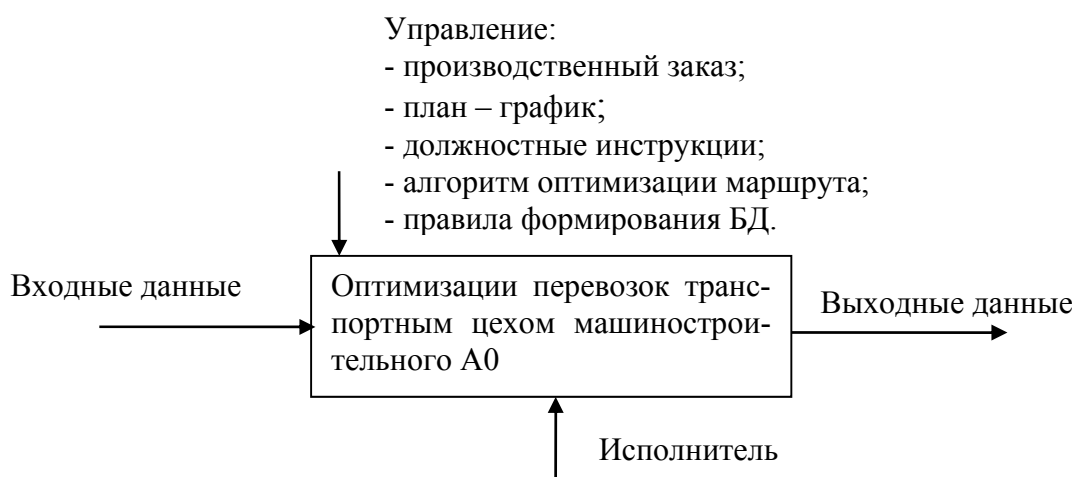 Управление:
- производственный заказ;
- план – график;
- должностные инструкции;
- алгоритм оптимизации маршрута;
- правила формирования БД.
Входные данные
Оптимизации перевозок транс-
портным цехом машинострои-
тельного А0
Выходные данные
Исполнитель